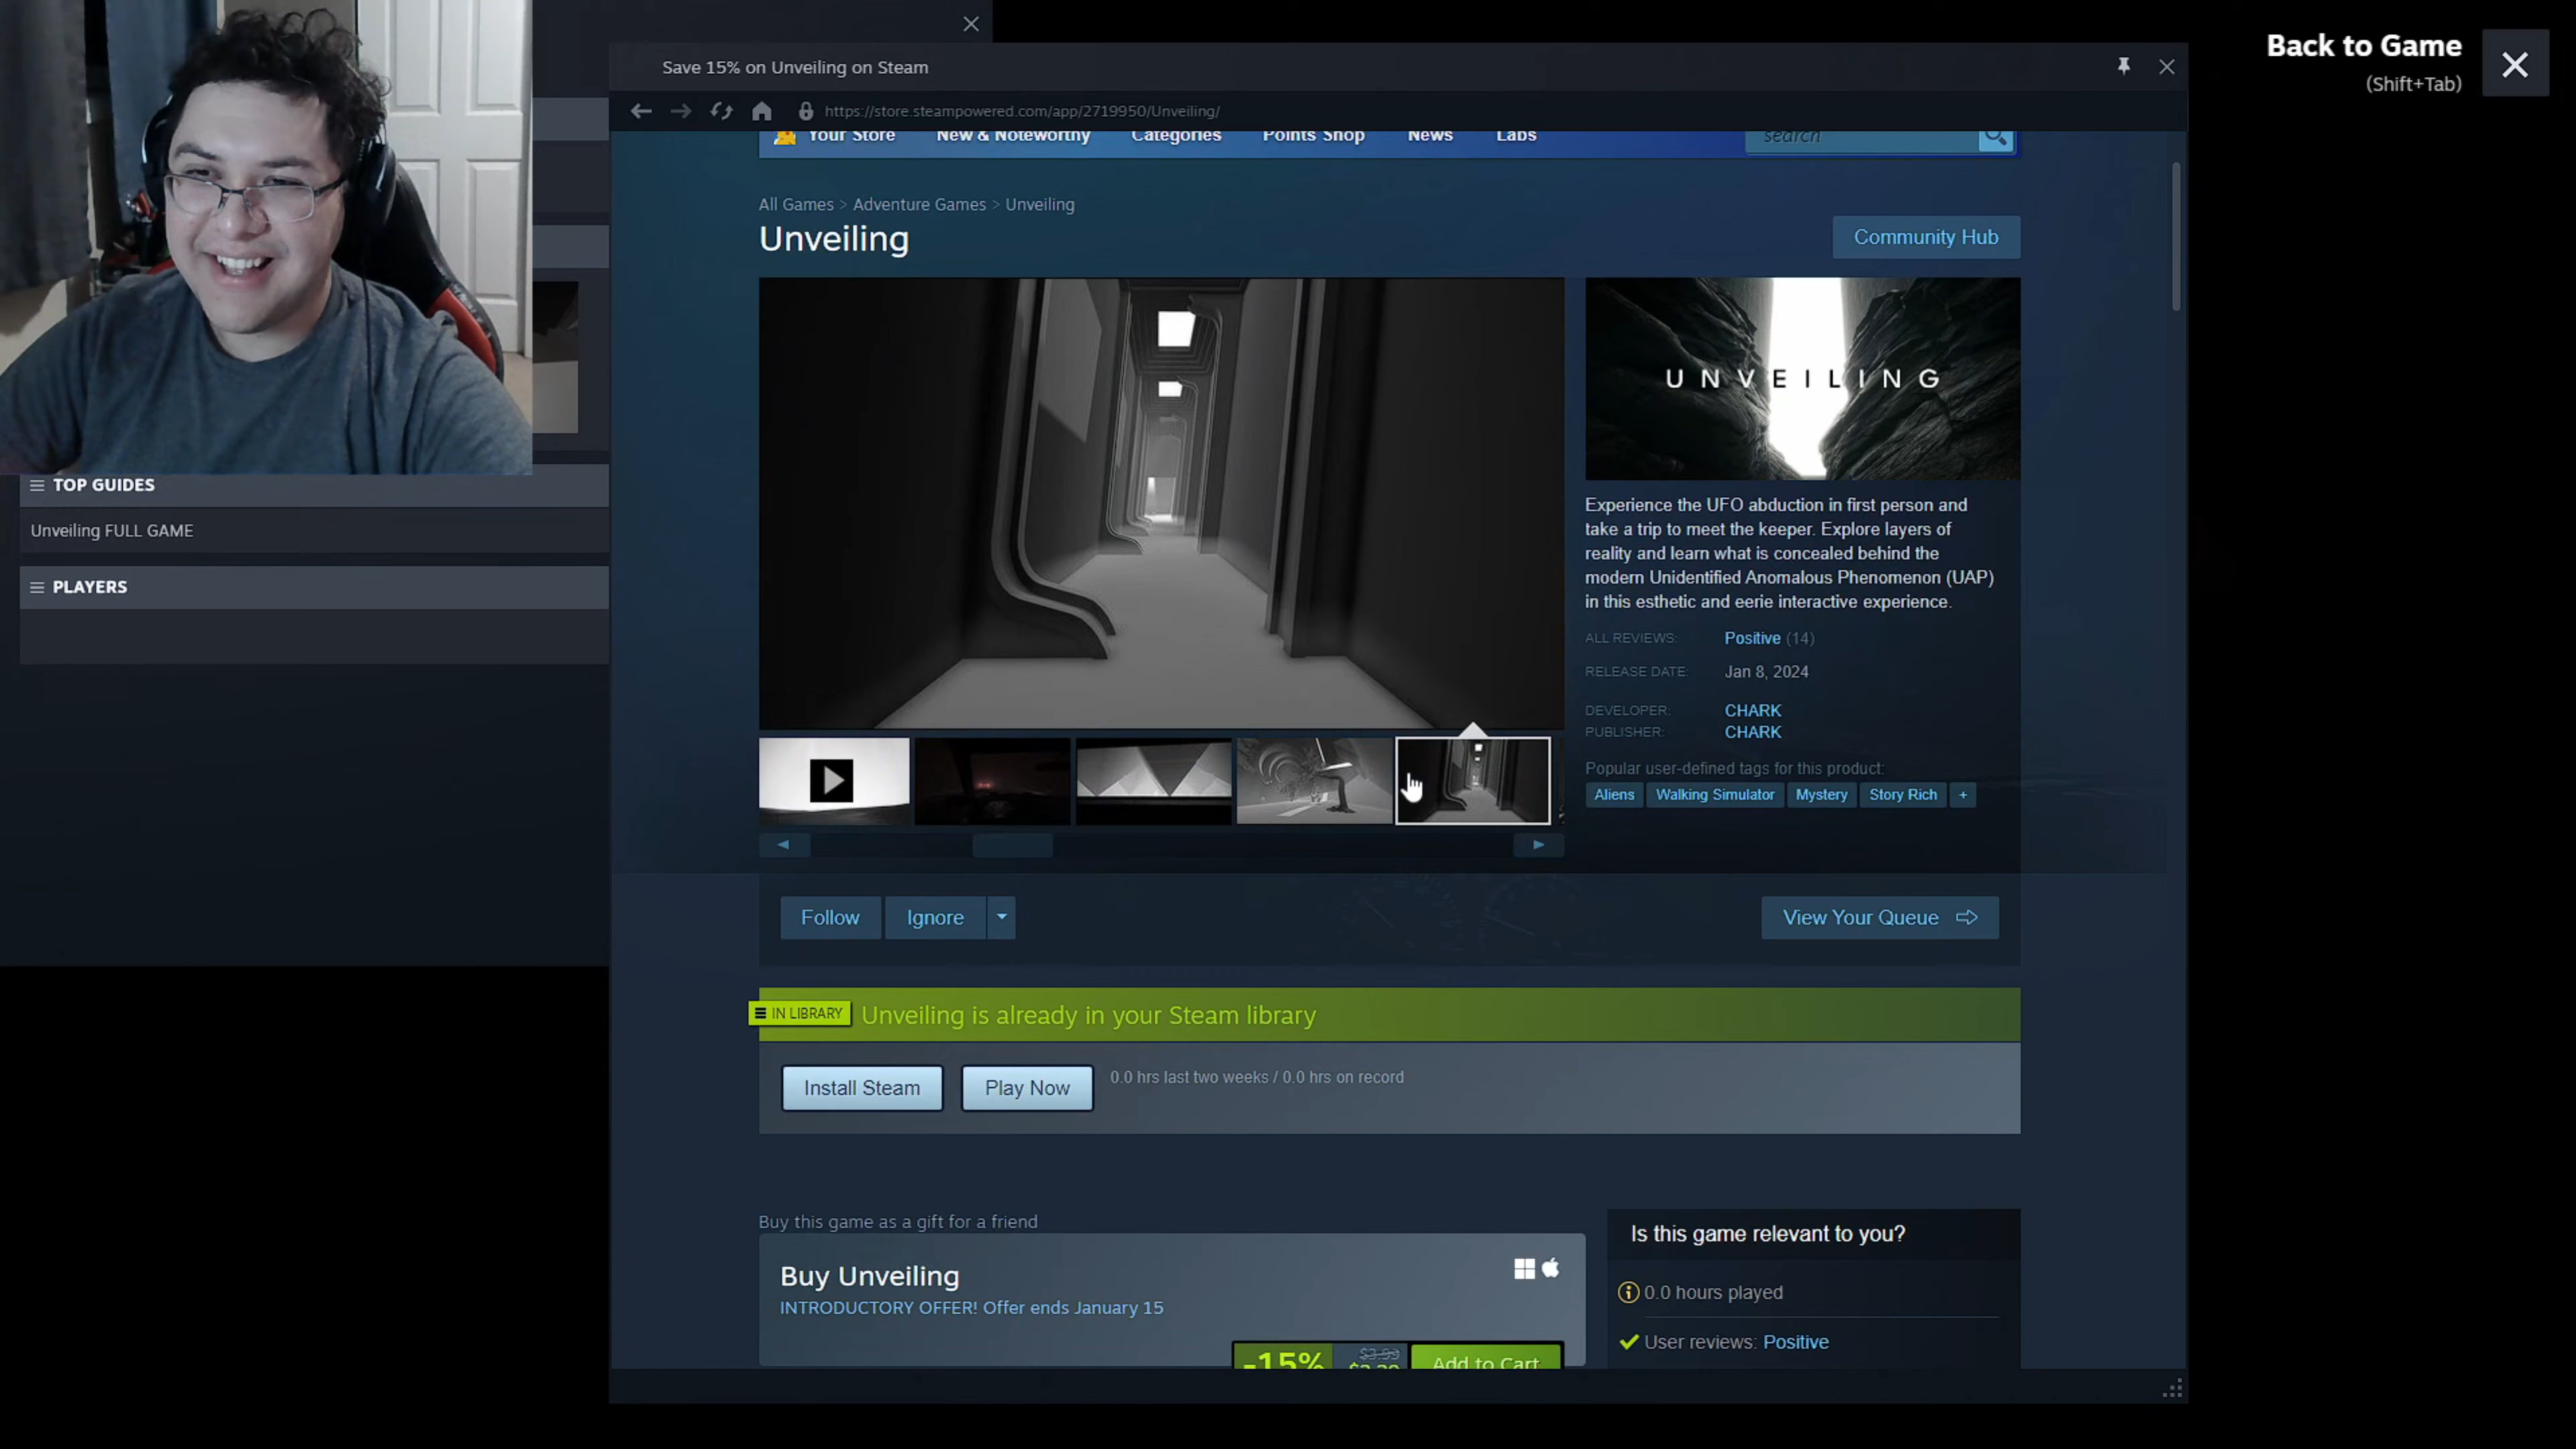 Back to Game
(Shift+Tab)
Save 15% on Unveiling on Steam
https://store.steampowered.com/app/2719950/Unveiling/
Your Store New & Noteworthy Categories Points Shop News Labs search
All Games > Adventure Games > Unveiling
Unveiling
Community Hub
UNVEILING
Experience the UFO abduction in first person and
take a trip to meet the keeper. Explore layers of
reality and learn what is concealed behind the
modern Unidentified Anomalous Phenomenon (UAP)
in this esthetic and eerie interactive experience.
ALL REVIEWS: Positive (14)
RELEASE DATE: Jan 8, 2024
DEVELOPER: CHARK
PUBLISHER: CHARK
Popular user-defined tags for this product:
Aliens Walking Simulator Mystery Story Rich +
TOP GUIDES
Unveiling FULL GAME
PLAYERS
Follow Ignore View Your Queue
IN LIBRARY Unveiling is already in your Steam library
Install Steam Play Now 0.0 hrs last two weeks / 0.0 hrs on record
Buy this game as a gift for a friend
Buy Unveiling
INTRODUCTORY OFFER! Offer ends January 15
-15% $3.99 Add to Cart
Is this game relevant to you?
0.0 hours played
User reviews: Positive